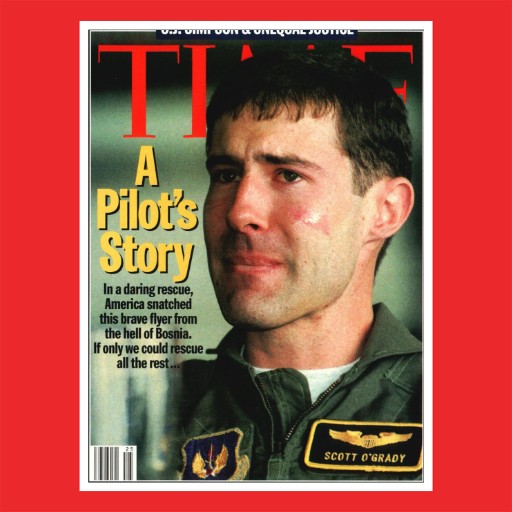 O.J. SIMPSON & UNEQUAL JUSTICE
TIME
A
Pilot's
Story
In a daring rescue,
America snatched
this brave flyer from
the hell of Bosnia.
If only we could rescue
all the rest...
SCOTT O'GRADY
25